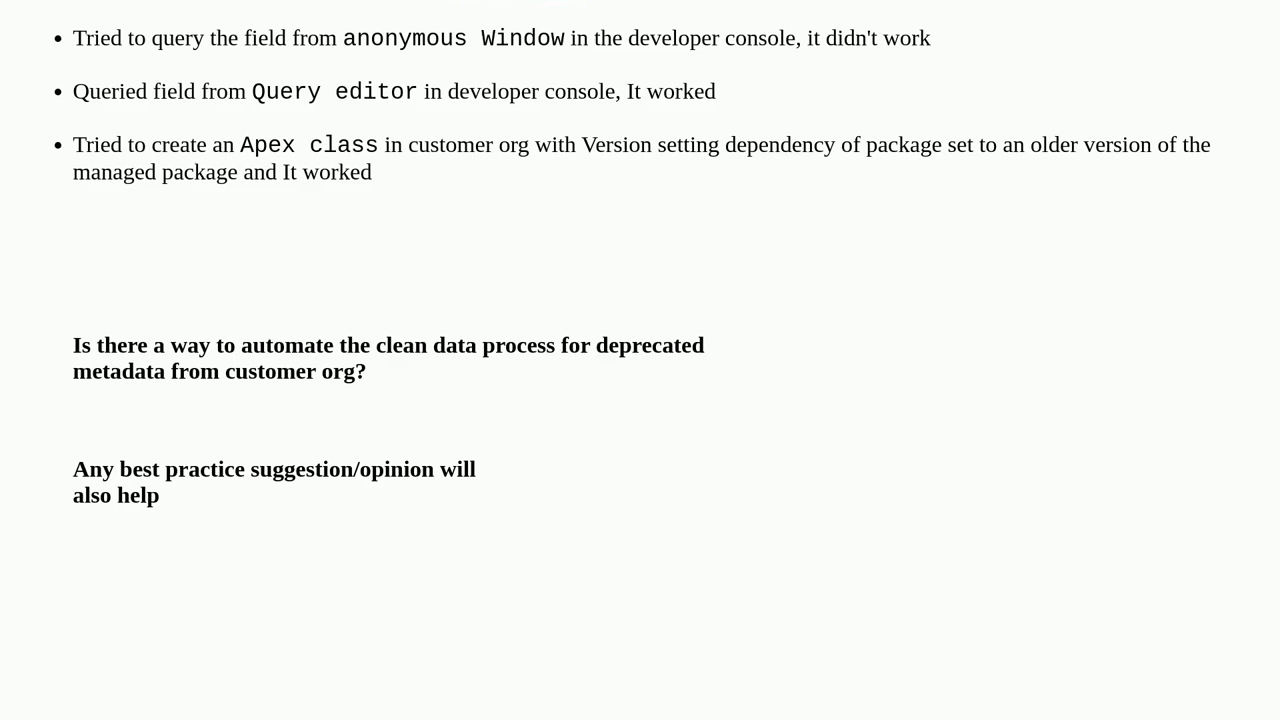 • Tried to query the field from anonymous Window in the developer console, it didn't work
• Queried field from Query editor in developer console, It worked
• Tried to create an Apex class in customer org with Version setting dependency of package set to an older version of the
managed package and It worked
Is there a way to automate the clean data process for deprecated
metadata from customer org?
Any best practice suggestion/opinion will
also help